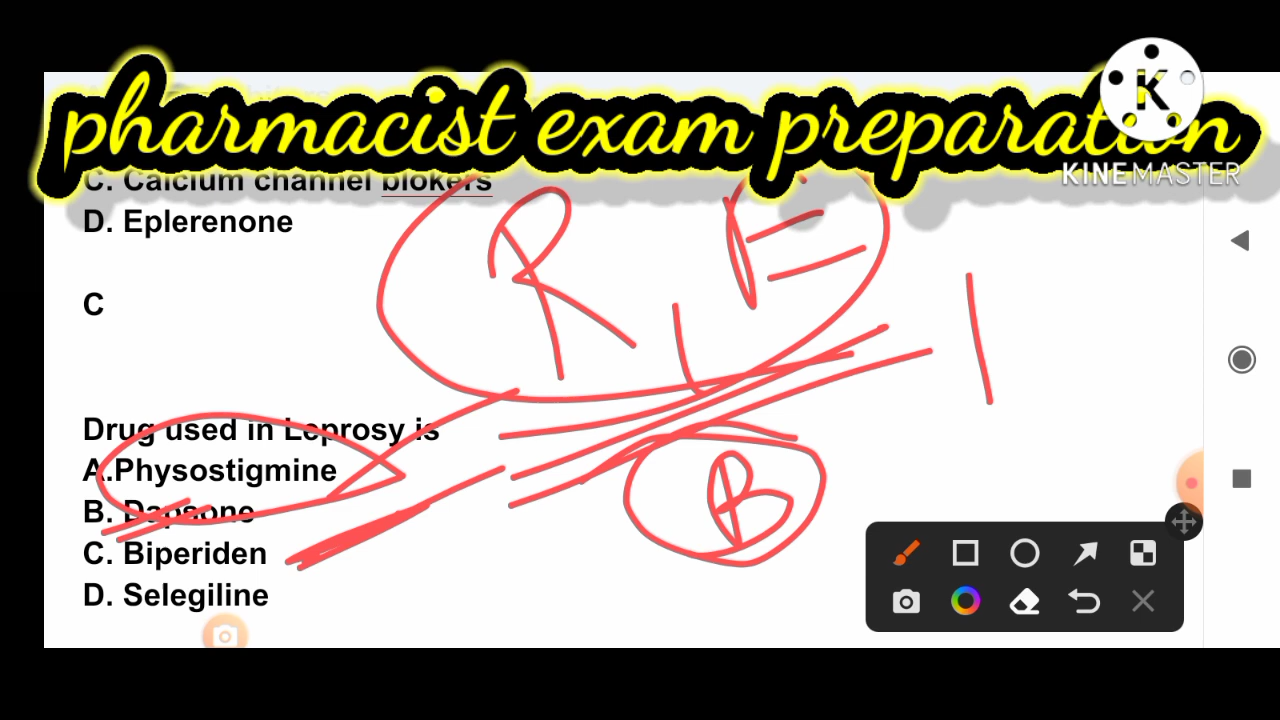 pharmacist exam preparation
K
KINEMASTER
C. Calcium channel blokers
D. Eplerenone
R, E
C
Drug used in Leprosy is
A.Physostigmine
B. Dapsone
B
C. Biperiden
D. Selegiline